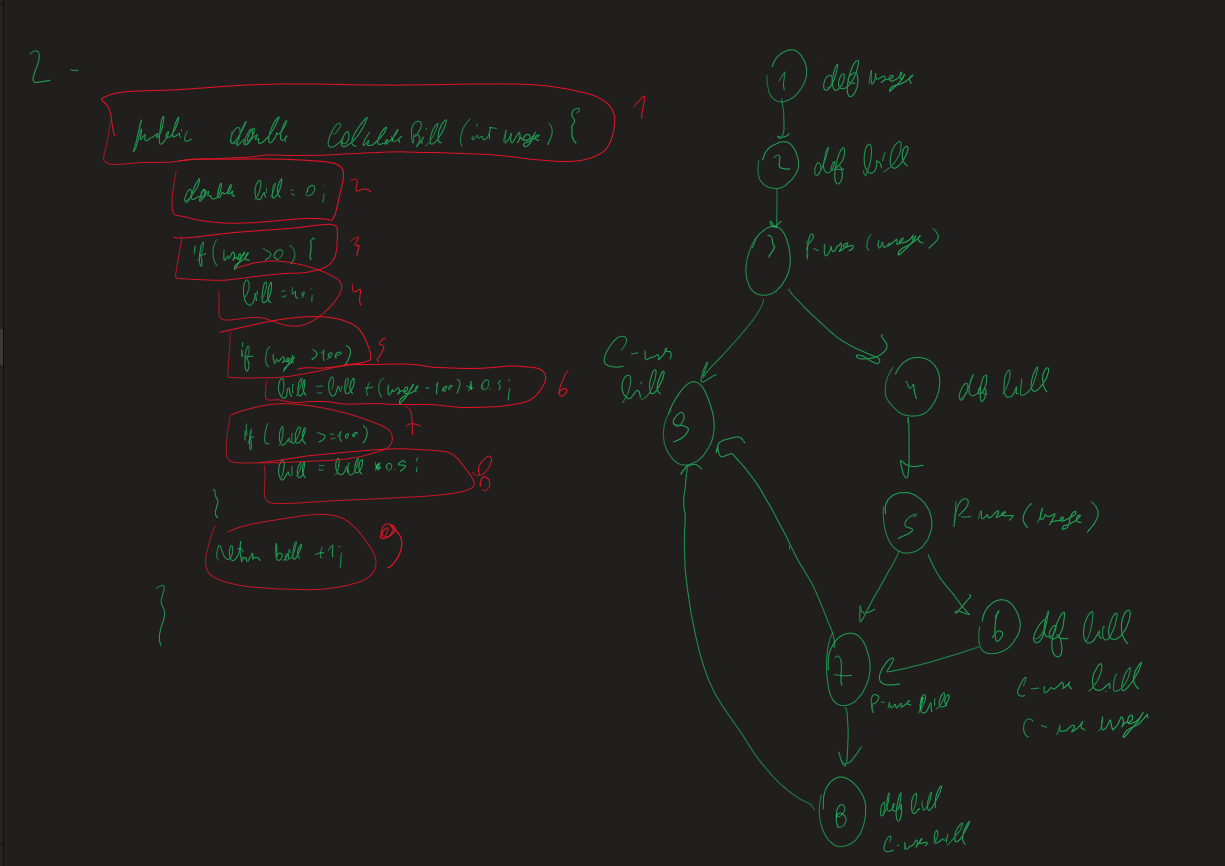 2 -
public double CalculateBill (int usage) { 1
double bill = 0; 2
if (usage >0) { 3
bill = 40; 4
if (usage >100) 5
bill = bill + (usage - 100) * 0.5; 6
if (bill >=100) 7
bill = bill * 0.5; 8
}
return bill +1; 9
}
1 def usage
2 def bill
3 P-uses (usage)
C-use
bill
9
4 def bill
5 P-uses (usage)
6 def bill
C-use bill
C-use usage
7
P-use bill
8 def bill
C-uses bill